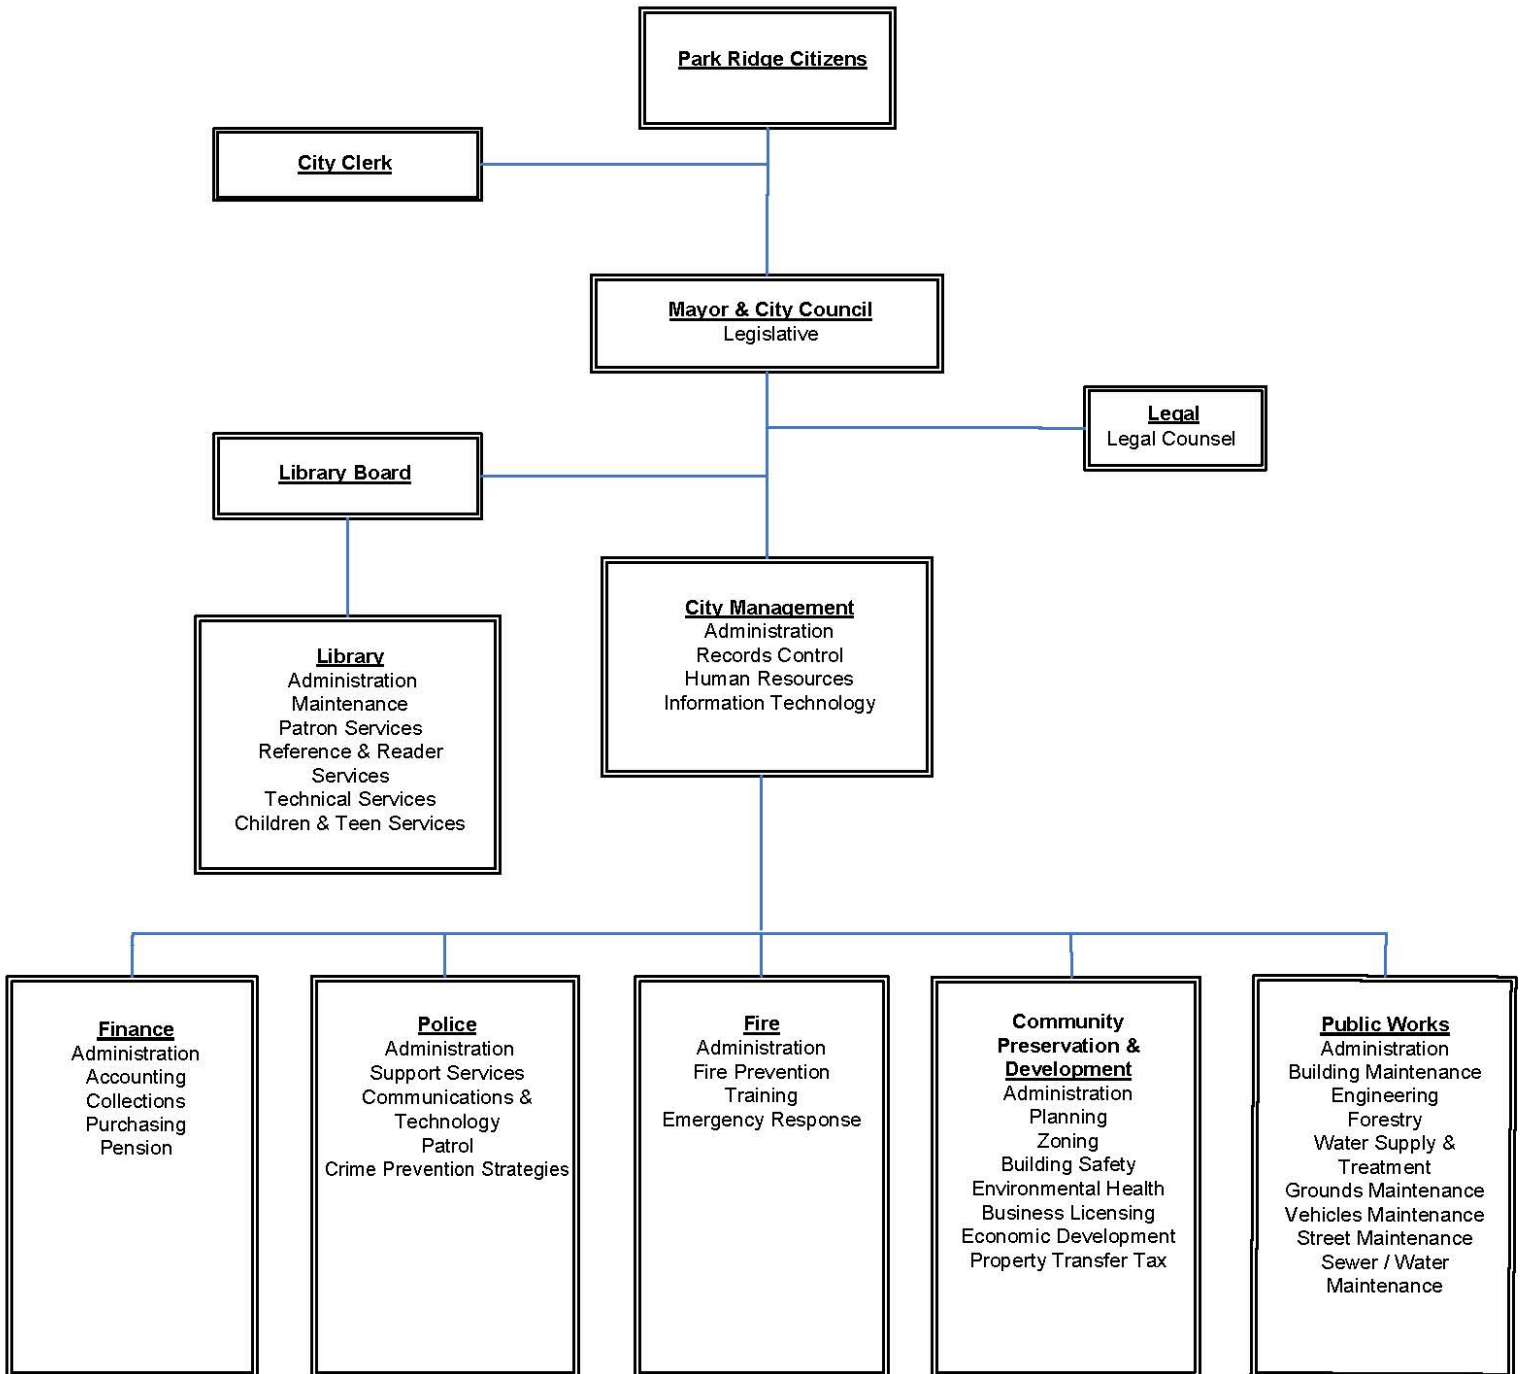 Park Ridge Citizens
City Clerk
Mayor & City Council
Legislative
Legal
Legal Counsel
Library Board
City Management
Administration
Records Control
Human Resources
Information Technology
Library
Administration
Maintenance
Patron Services
Reference & Reader
Services
Technical Services
Children & Teen Services
Finance
Administration
Accounting
Collections
Purchasing
Pension
Police
Administration
Support Services
Communications &
Technology
Patrol
Crime Prevention Strategies
Fire
Administration
Fire Prevention
Training
Emergency Response
Community
Preservation &
Development
Administration
Planning
Zoning
Building Safety
Environmental Health
Business Licensing
Economic Development
Property Transfer Tax
Public Works
Administration
Building Maintenance
Engineering
Forestry
Water Supply &
Treatment
Grounds Maintenance
Vehicles Maintenance
Street Maintenance
Sewer / Water
Maintenance